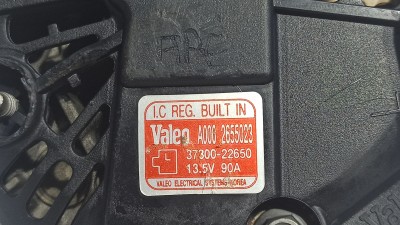 I.C REG. BUILT IN
Valeo A000 2655023
37300-22650
13.5V 90A
VALEO ELECTRICAL SYSTEMS KOREA